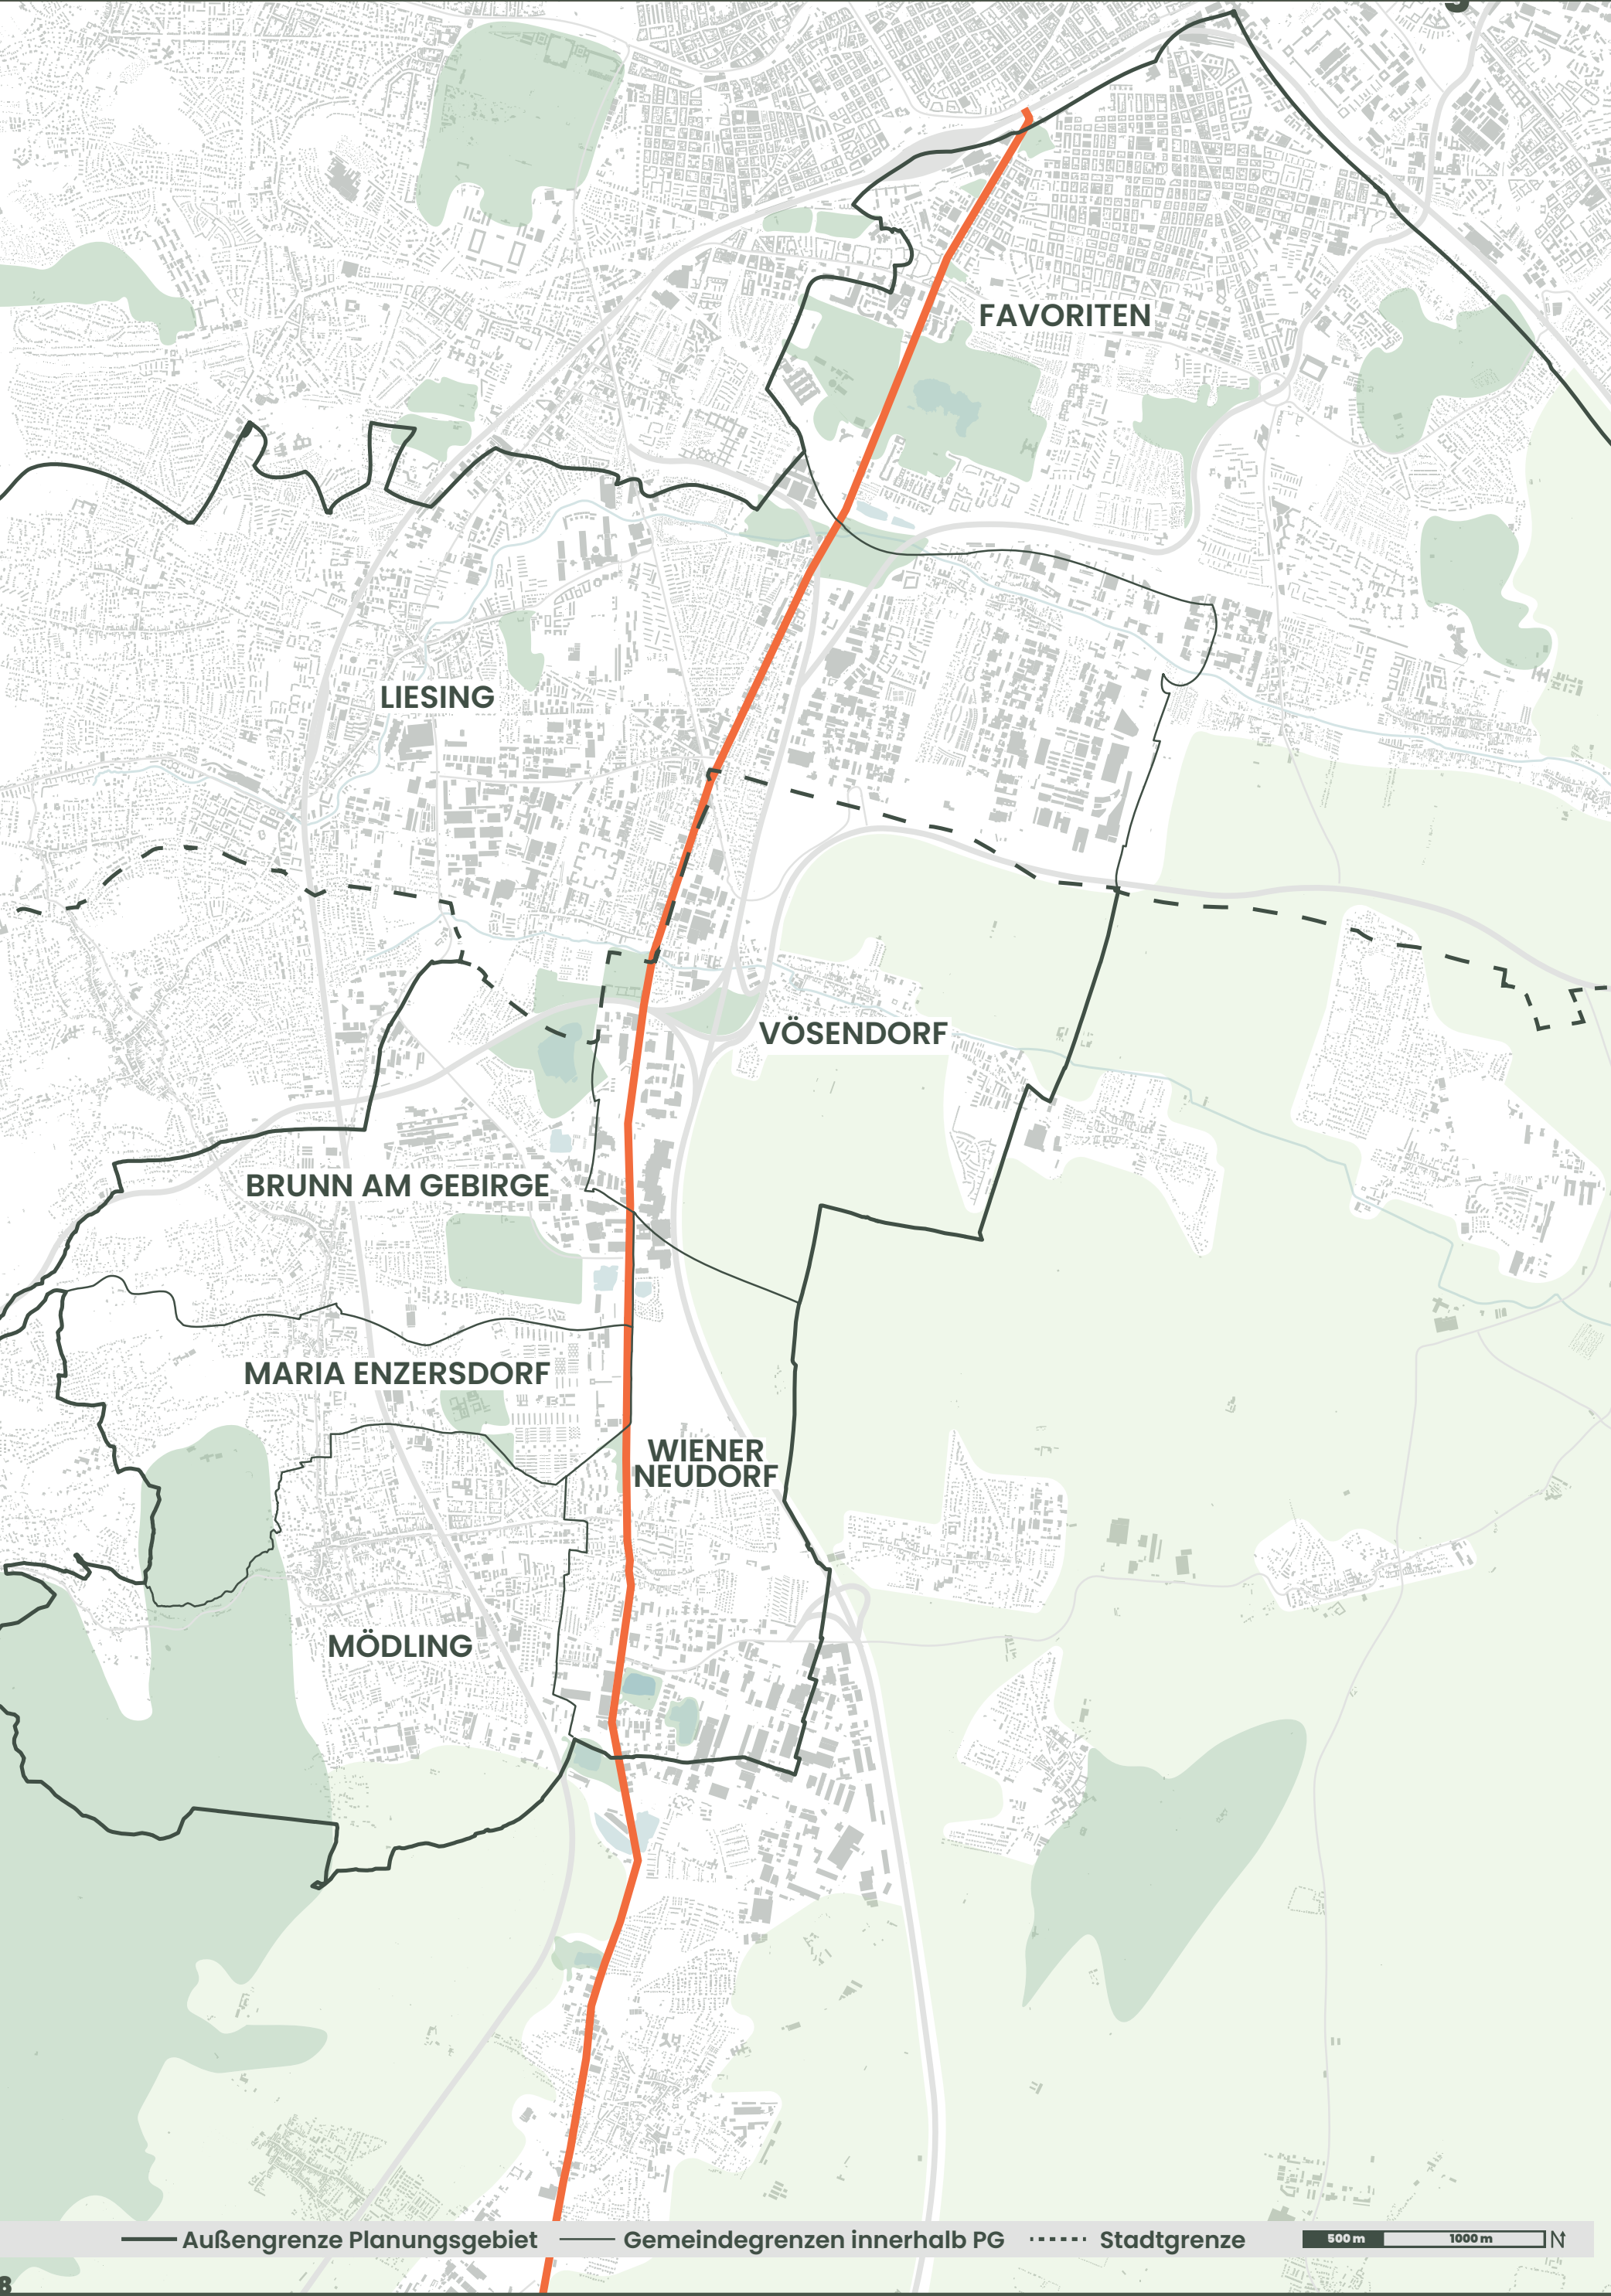 FAVORITEN
LIESING
VÖSENDORF
BRUNN AM GEBIRGE
MARIA ENZERSDORF
WIENER
NEUDORF
MÖDLING
Außengrenze Planungsgebiet Gemeindegrenzen innerhalb PG Stadtgrenze 500 m 1000 m N